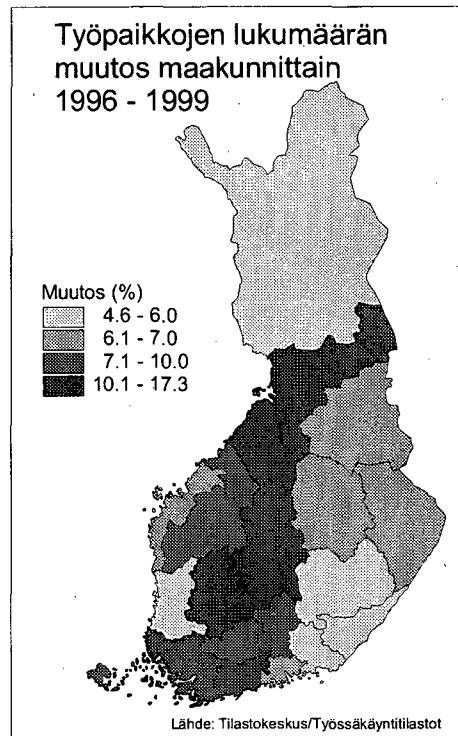 Työpaikkojen lukumäärän
muutos maakunnittain
1996 - 1999
Muutos (%)
4.6 - 6.0
6.1 - 7.0
7.1 - 10.0
10.1 - 17.3
Lähde: Tilastokeskus/Työssäkäyntitilastot